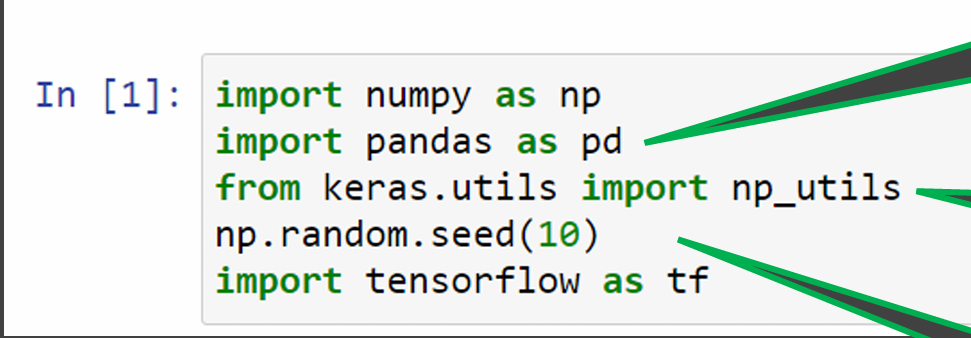 In [1]: import numpy as np
import pandas as pd
from keras.utils import np_utils
np.random.seed(10)
import tensorflow as tf